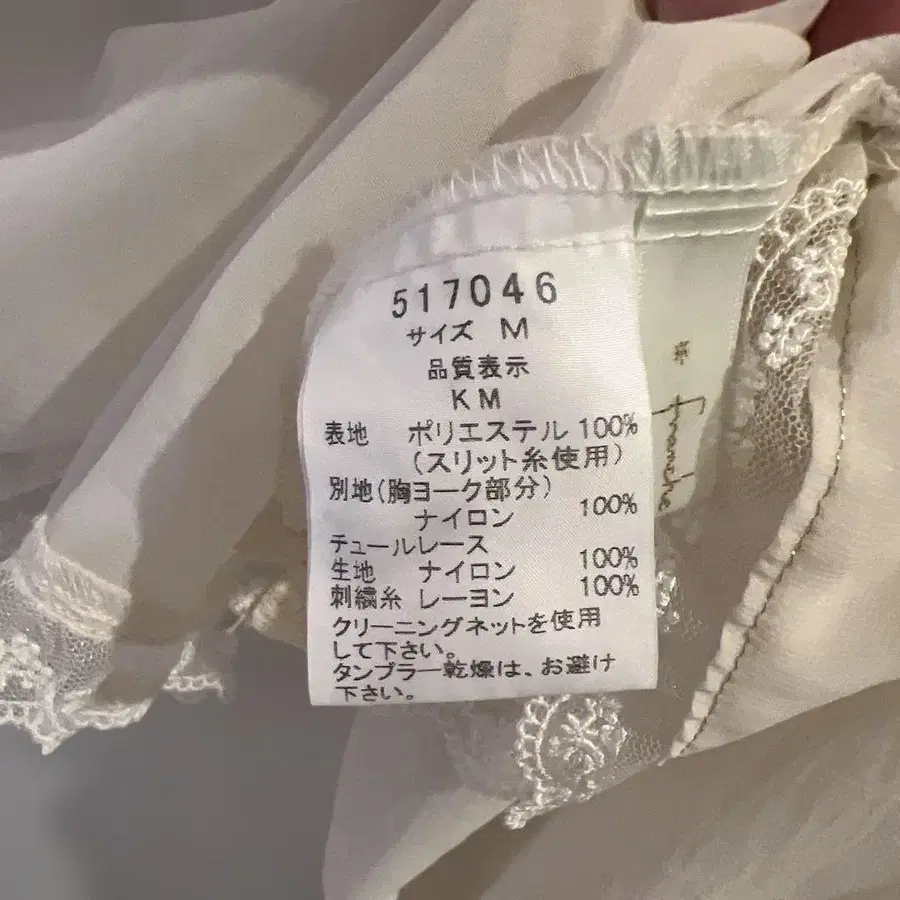 517046
サイズ M
品質表示
KM
表地 ポリエステル 100%
(スリット糸使用)
別地(胸ヨーク部分)
ナイロン 100%
チュールレース
生地 ナイロン 100%
刺繍糸 レーヨン 100%
クリーニングネットを使用
して下さい。
タンブラー乾燥は、お避け
下さい。
franche